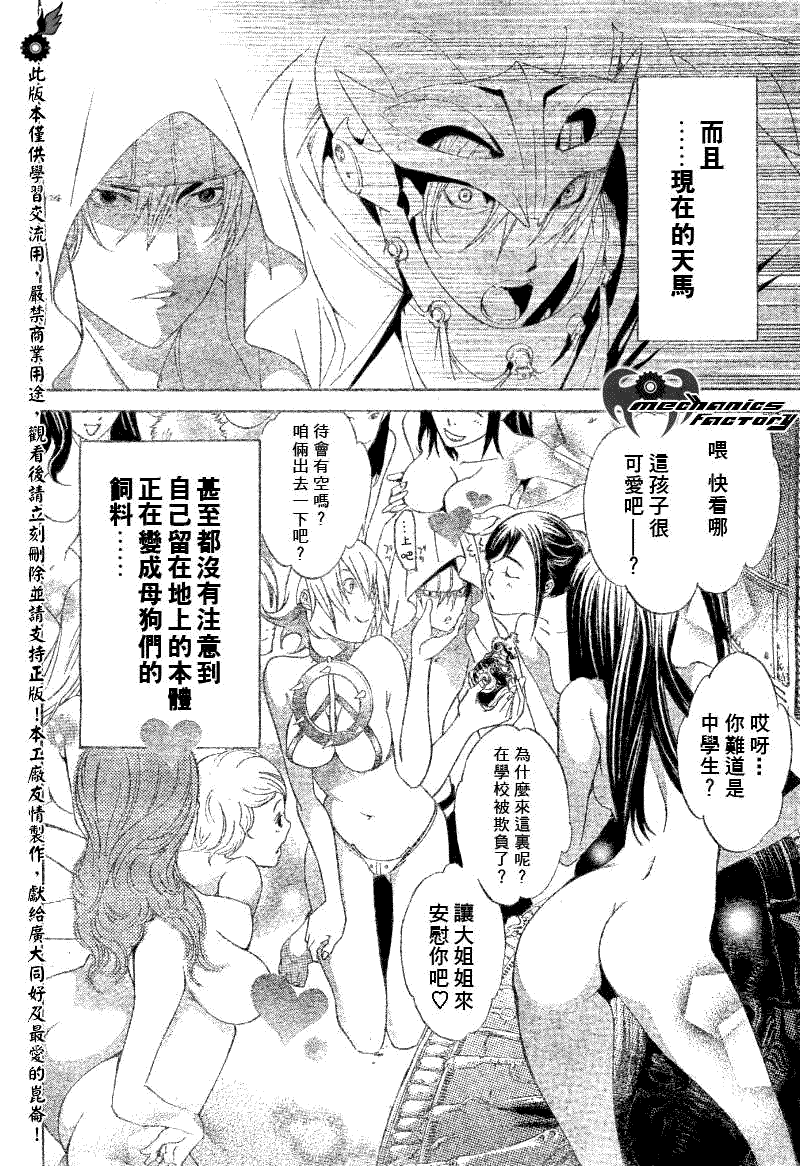 而且
……現在的天馬
mechanics
Factory
喂 快看哪
這孩子很
可愛吧──？
待會有空嗎？
咱倆出去一下吧？
…上吧
甚至都沒有注意到
自己留在地上的本體
正在變成母狗們的
飼料……
哎呀…
你難道是
中學生？
為什麼來這裏呢？
在學校被欺負了？
讓大姐姐來
安慰你吧♡
此版本僅供學習交流用，嚴禁商業用途，觀看後請立刻刪除並請支持正版！本工廠友情製作，獻給廣大同好及最愛的崑崙！